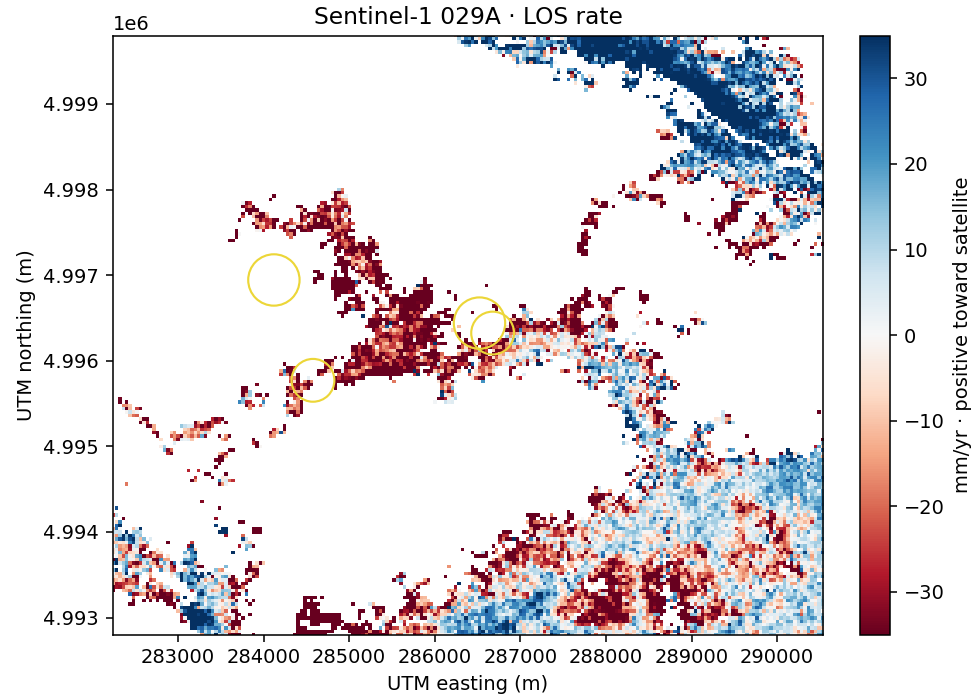 Sentinel-1 029A · LOS rate
1e6
4.999
4.998
4.997
4.996
4.995
4.994
4.993
UTM northing (m)
283000 284000 285000 286000 287000 288000 289000 290000
UTM easting (m)
30
20
10
0
−10
−20
−30
mm/yr · positive toward satellite